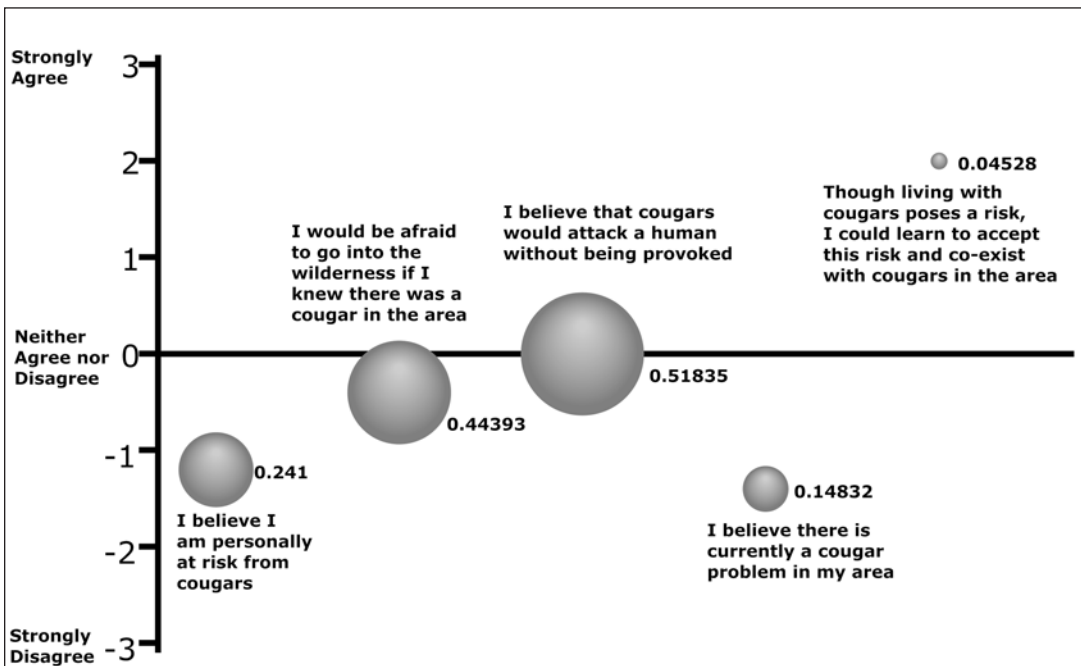 Strongly
Agree
3
2
1
Neither
Agree nor
Disagree
0
-1
-2
Strongly
Disagree
-3
0.241
I believe I
am personally
at risk from
cougars
I would be afraid
to go into the
wilderness if I
knew there was a
cougar in the area
0.44393
I believe that cougars
would attack a human
without being provoked
0.51835
0.14832
I believe there is
currently a cougar
problem in my area
0.04528
Though living with
cougars poses a risk,
I could learn to accept
this risk and co-exist
with cougars in the area